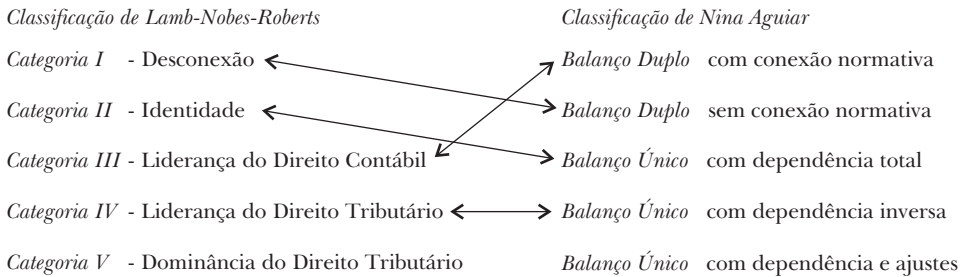 Classificação de Lamb-Nobes-Roberts Classificação de Nina Aguiar
Categoria I - Desconexão Balanço Duplo com conexão normativa
Categoria II - Identidade Balanço Duplo sem conexão normativa
Categoria III - Liderança do Direito Contábil Balanço Único com dependência total
Categoria IV - Liderança do Direito Tributário Balanço Único com dependência inversa
Categoria V - Dominância do Direito Tributário Balanço Único com dependência e ajustes